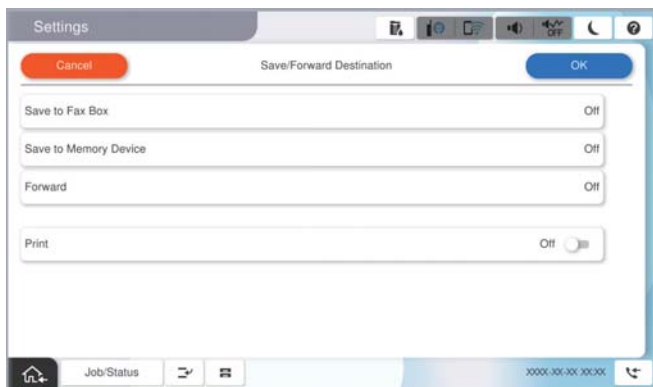 Settings
OFF
Cancel
Save/Forward Destination
OK
Save to Fax Box
Off
Save to Memory Device
Off
Forward
Off
Print
Off
Job/Status
XXXX-XX-XX XX:XX